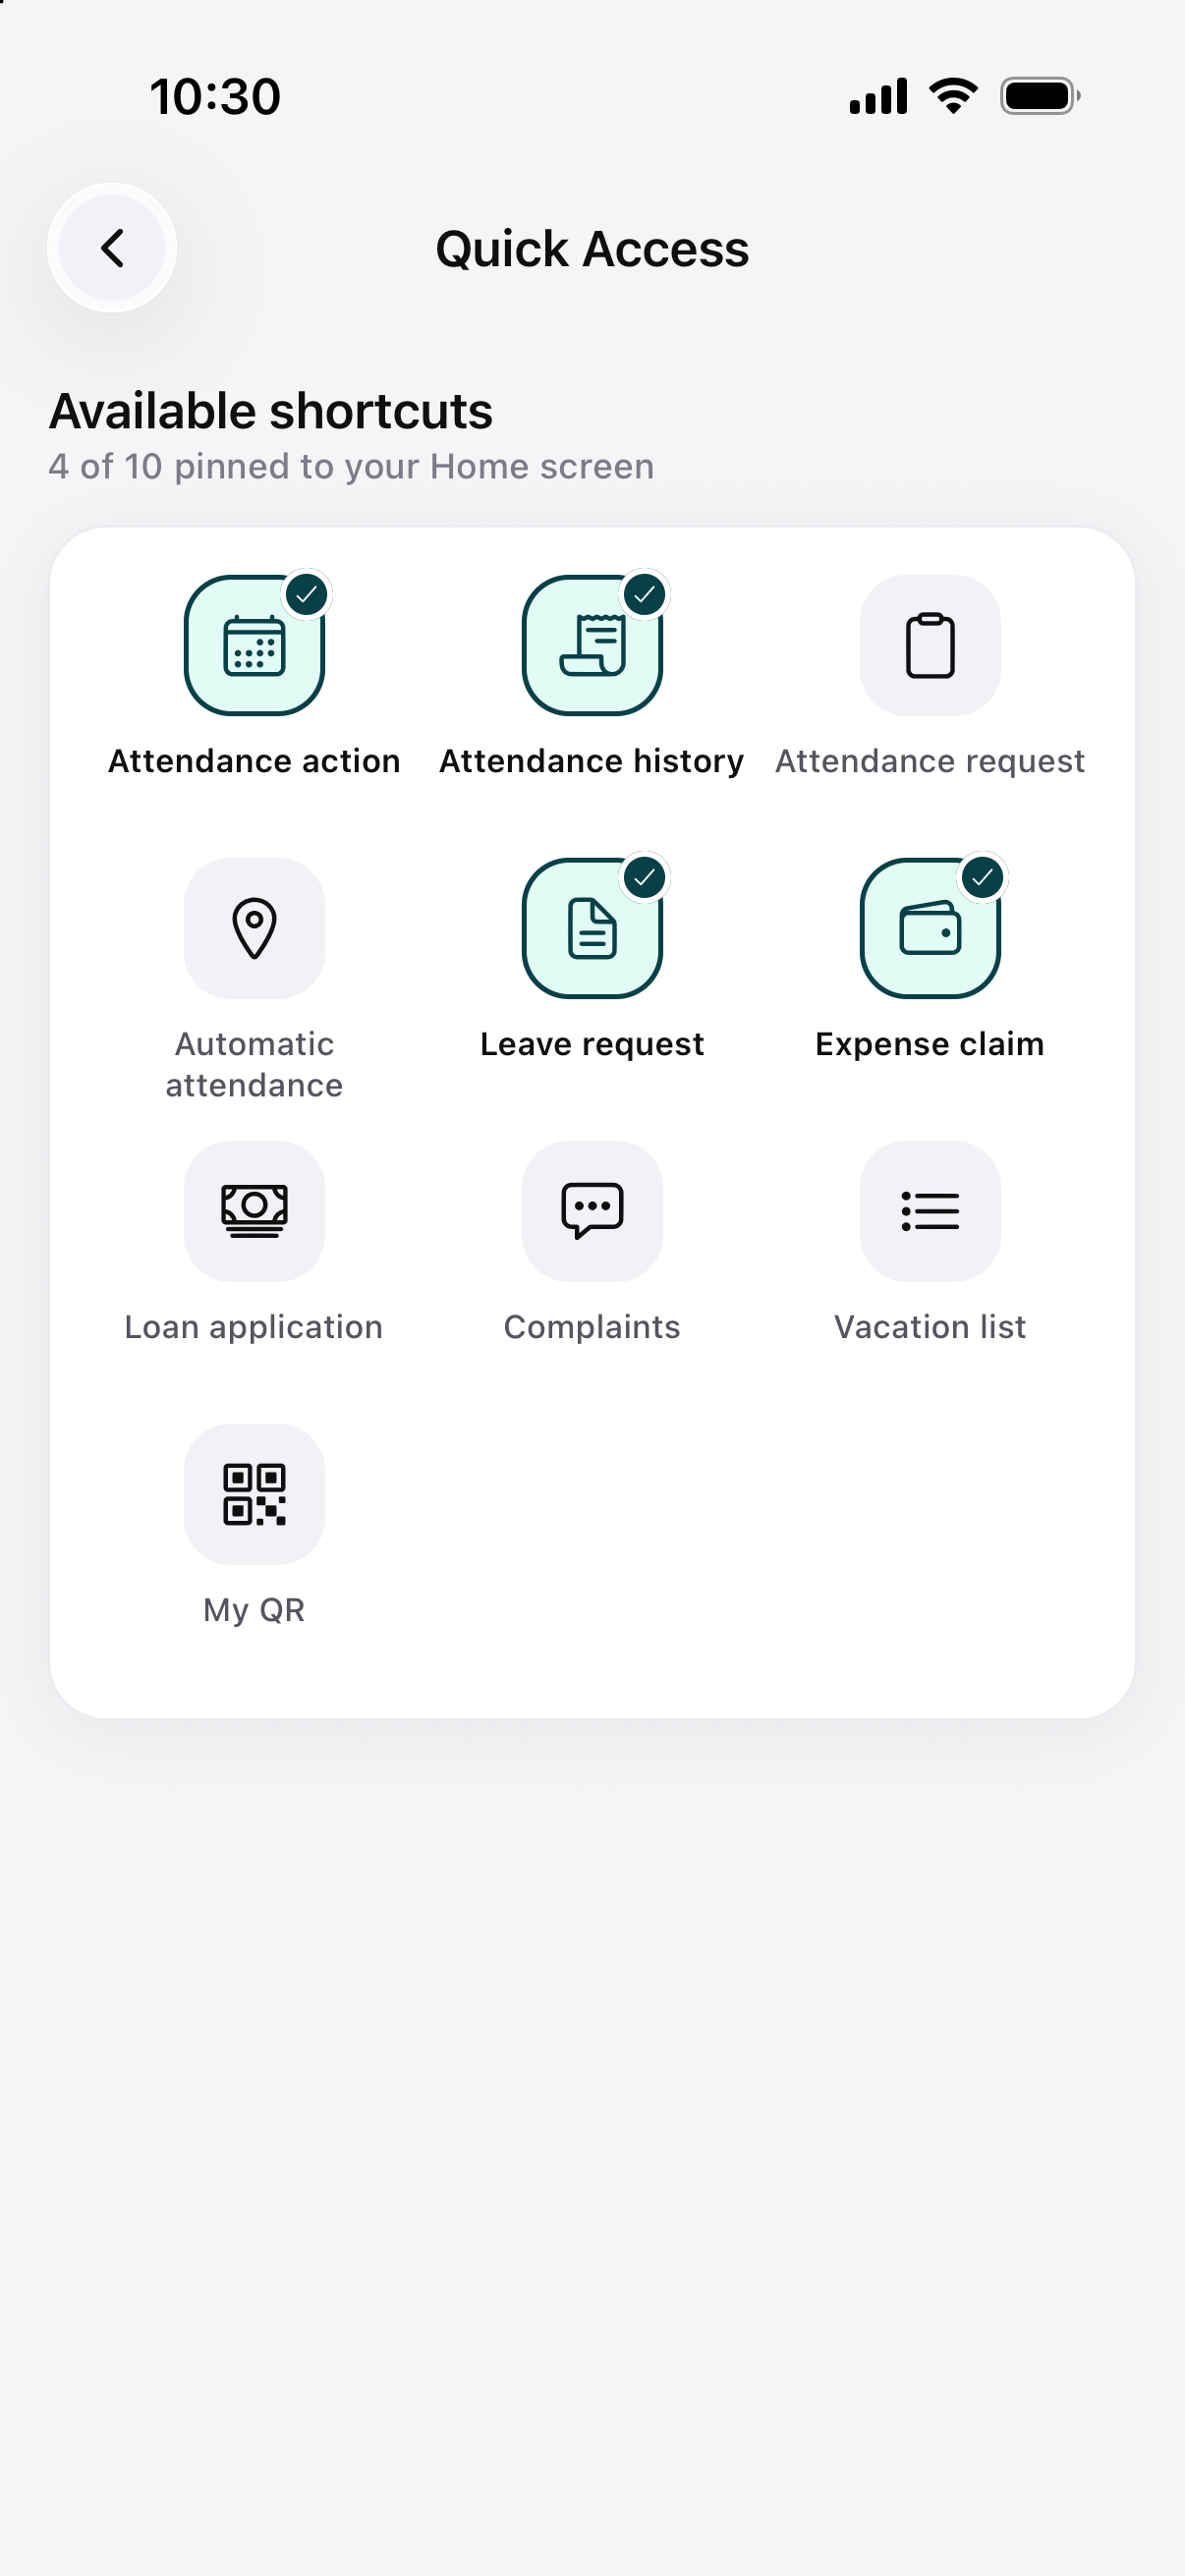 10:30
Quick Access
Available shortcuts
4 of 10 pinned to your Home screen
Attendance action
Attendance history
Attendance request
Automatic
attendance
Leave request
Expense claim
Loan application
Complaints
Vacation list
My QR